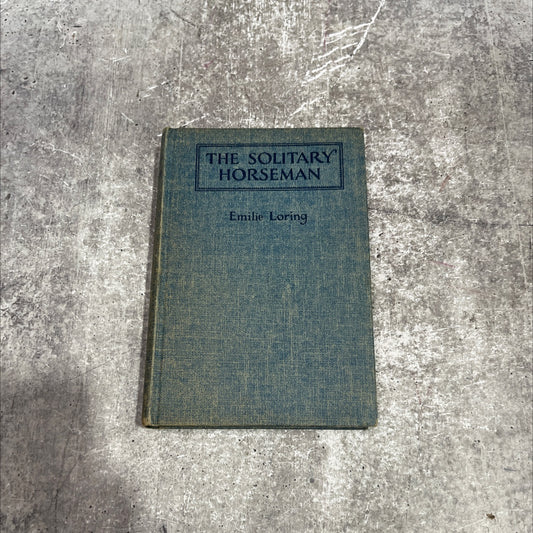 THE SOLITARY
HORSEMAN
Emilie Loring